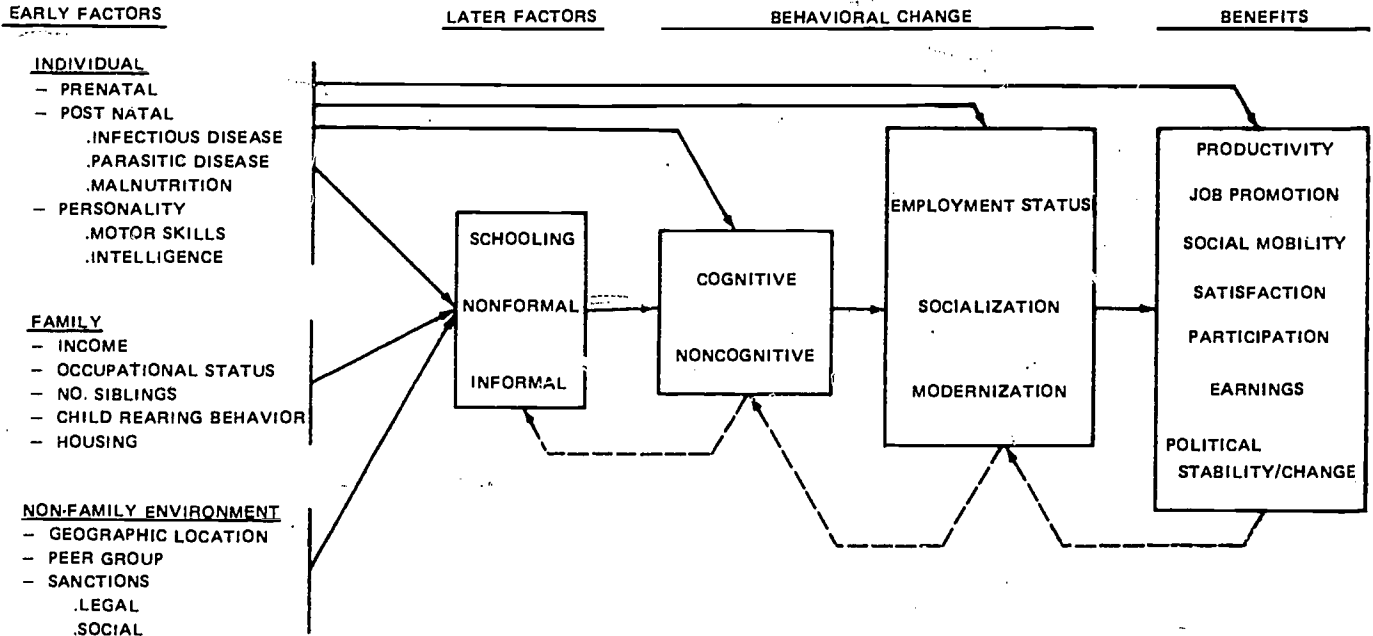 EARLY FACTORS
LATER FACTORS
BEHAVIORAL CHANGE
BENEFITS
INDIVIDUAL
– PRENATAL
– POST NATAL
.INFECTIOUS DISEASE
.PARASITIC DISEASE
.MALNUTRITION
– PERSONALITY
.MOTOR SKILLS
.INTELLIGENCE
FAMILY
– INCOME
– OCCUPATIONAL STATUS
– NO. SIBLINGS
– CHILD REARING BEHAVIOR
– HOUSING
NON-FAMILY ENVIRONMENT
– GEOGRAPHIC LOCATION
– PEER GROUP
– SANCTIONS
.LEGAL
.SOCIAL
SCHOOLING
NONFORMAL
INFORMAL
COGNITIVE
NONCOGNITIVE
EMPLOYMENT STATUS
SOCIALIZATION
MODERNIZATION
PRODUCTIVITY
JOB PROMOTION
SOCIAL MOBILITY
SATISFACTION
PARTICIPATION
EARNINGS
POLITICAL
STABILITY/CHANGE